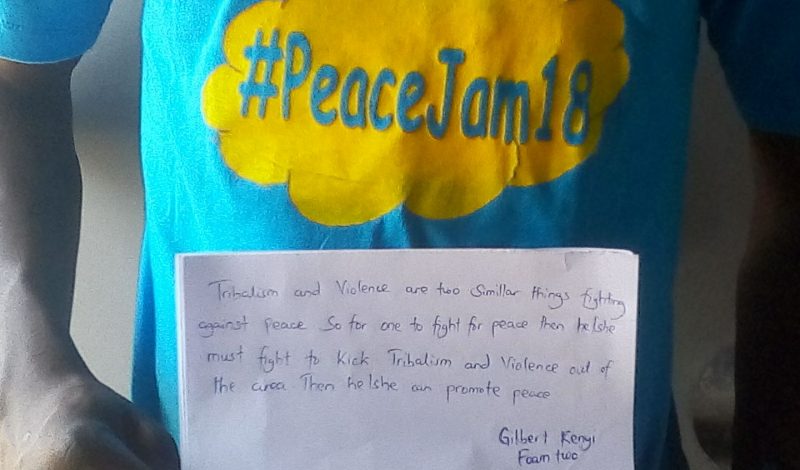 #PeaceJam18
Tribalism and Violence are two Simillar things fighting
against peace So for one to fight for peace then he/she
must fight to kick Tribalism and Violence out of
the area Then he/she can promote peace
Gilbert Kenyi
Foam two